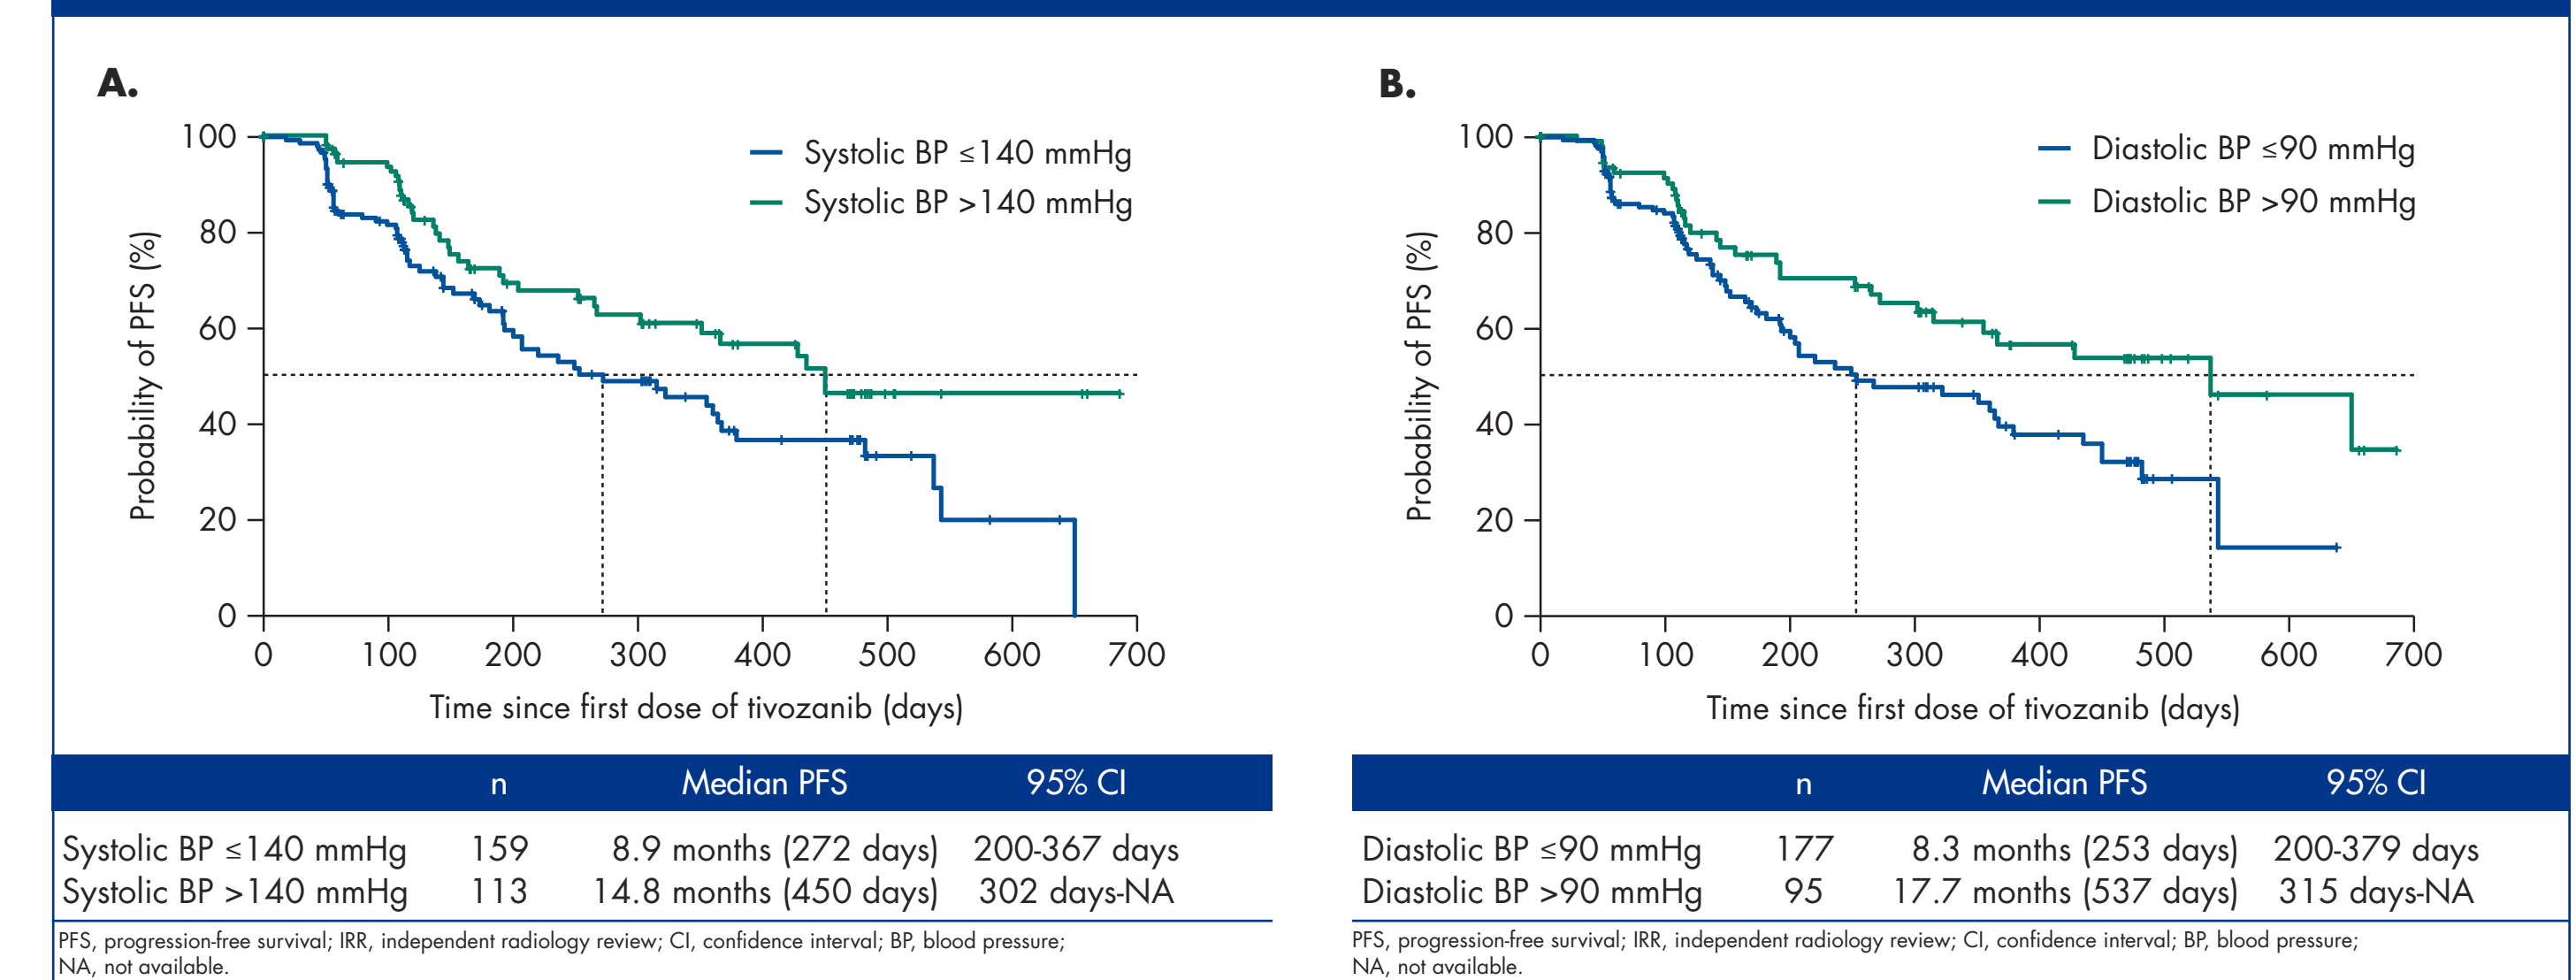 A.
100
80
60
40
20
0
Probability of PFS (%)
Systolic BP ≤140 mmHg
Systolic BP >140 mmHg
0 100 200 300 400 500 600 700
Time since first dose of tivozanib (days)
n Median PFS 95% CI
Systolic BP ≤140 mmHg 159 8.9 months (272 days) 200-367 days
Systolic BP >140 mmHg 113 14.8 months (450 days) 302 days-NA
PFS, progression-free survival; IRR, independent radiology review; CI, confidence interval; BP, blood pressure;
NA, not available.
B.
100
80
60
40
20
0
Probability of PFS (%)
Diastolic BP ≤90 mmHg
Diastolic BP >90 mmHg
0 100 200 300 400 500 600 700
Time since first dose of tivozanib (days)
n Median PFS 95% CI
Diastolic BP ≤90 mmHg 177 8.3 months (253 days) 200-379 days
Diastolic BP >90 mmHg 95 17.7 months (537 days) 315 days-NA
PFS, progression-free survival; IRR, independent radiology review; CI, confidence interval; BP, blood pressure;
NA, not available.